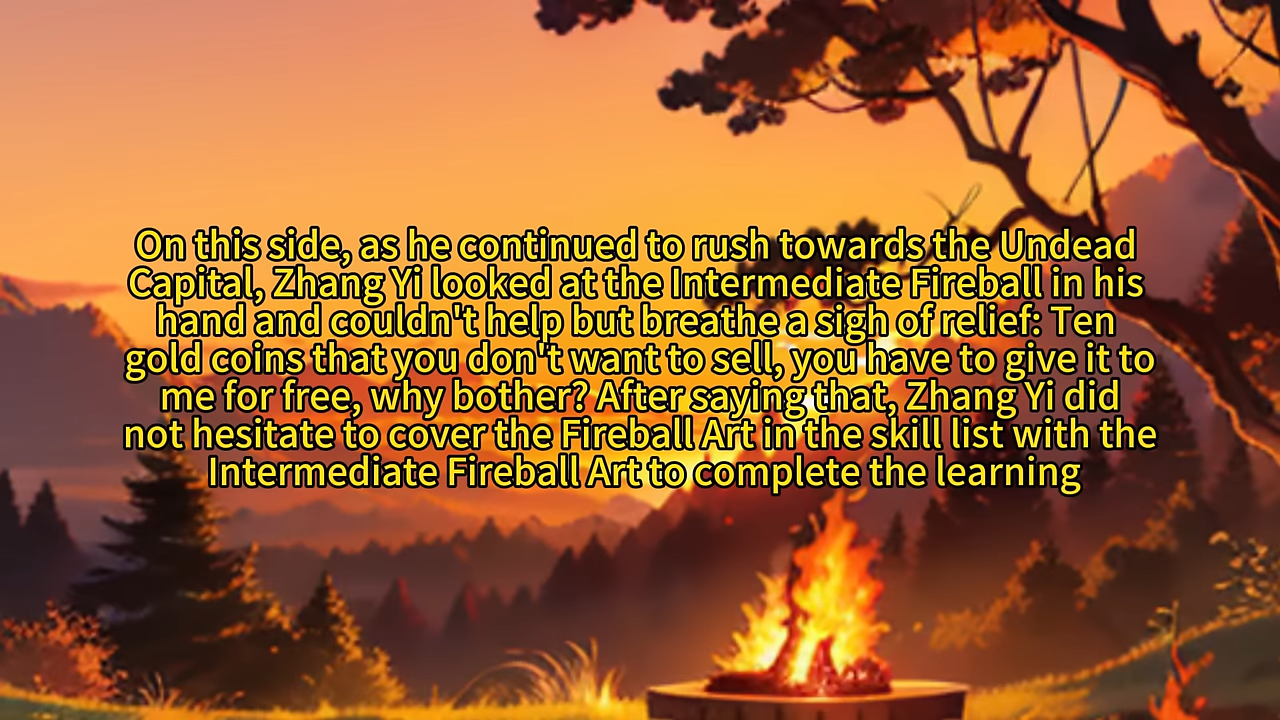 On this side, as he continued to rush towards the Undead
Capital, Zhang Yi looked at the Intermediate Fireball in his
hand and couldn't help but breathe a sigh of relief: Ten
gold coins that you don't want to sell, you have to give it to
me for free, why bother? After saying that, Zhang Yi did
not hesitate to cover the Fireball Art in the skill list with the
Intermediate Fireball Art to complete the learning